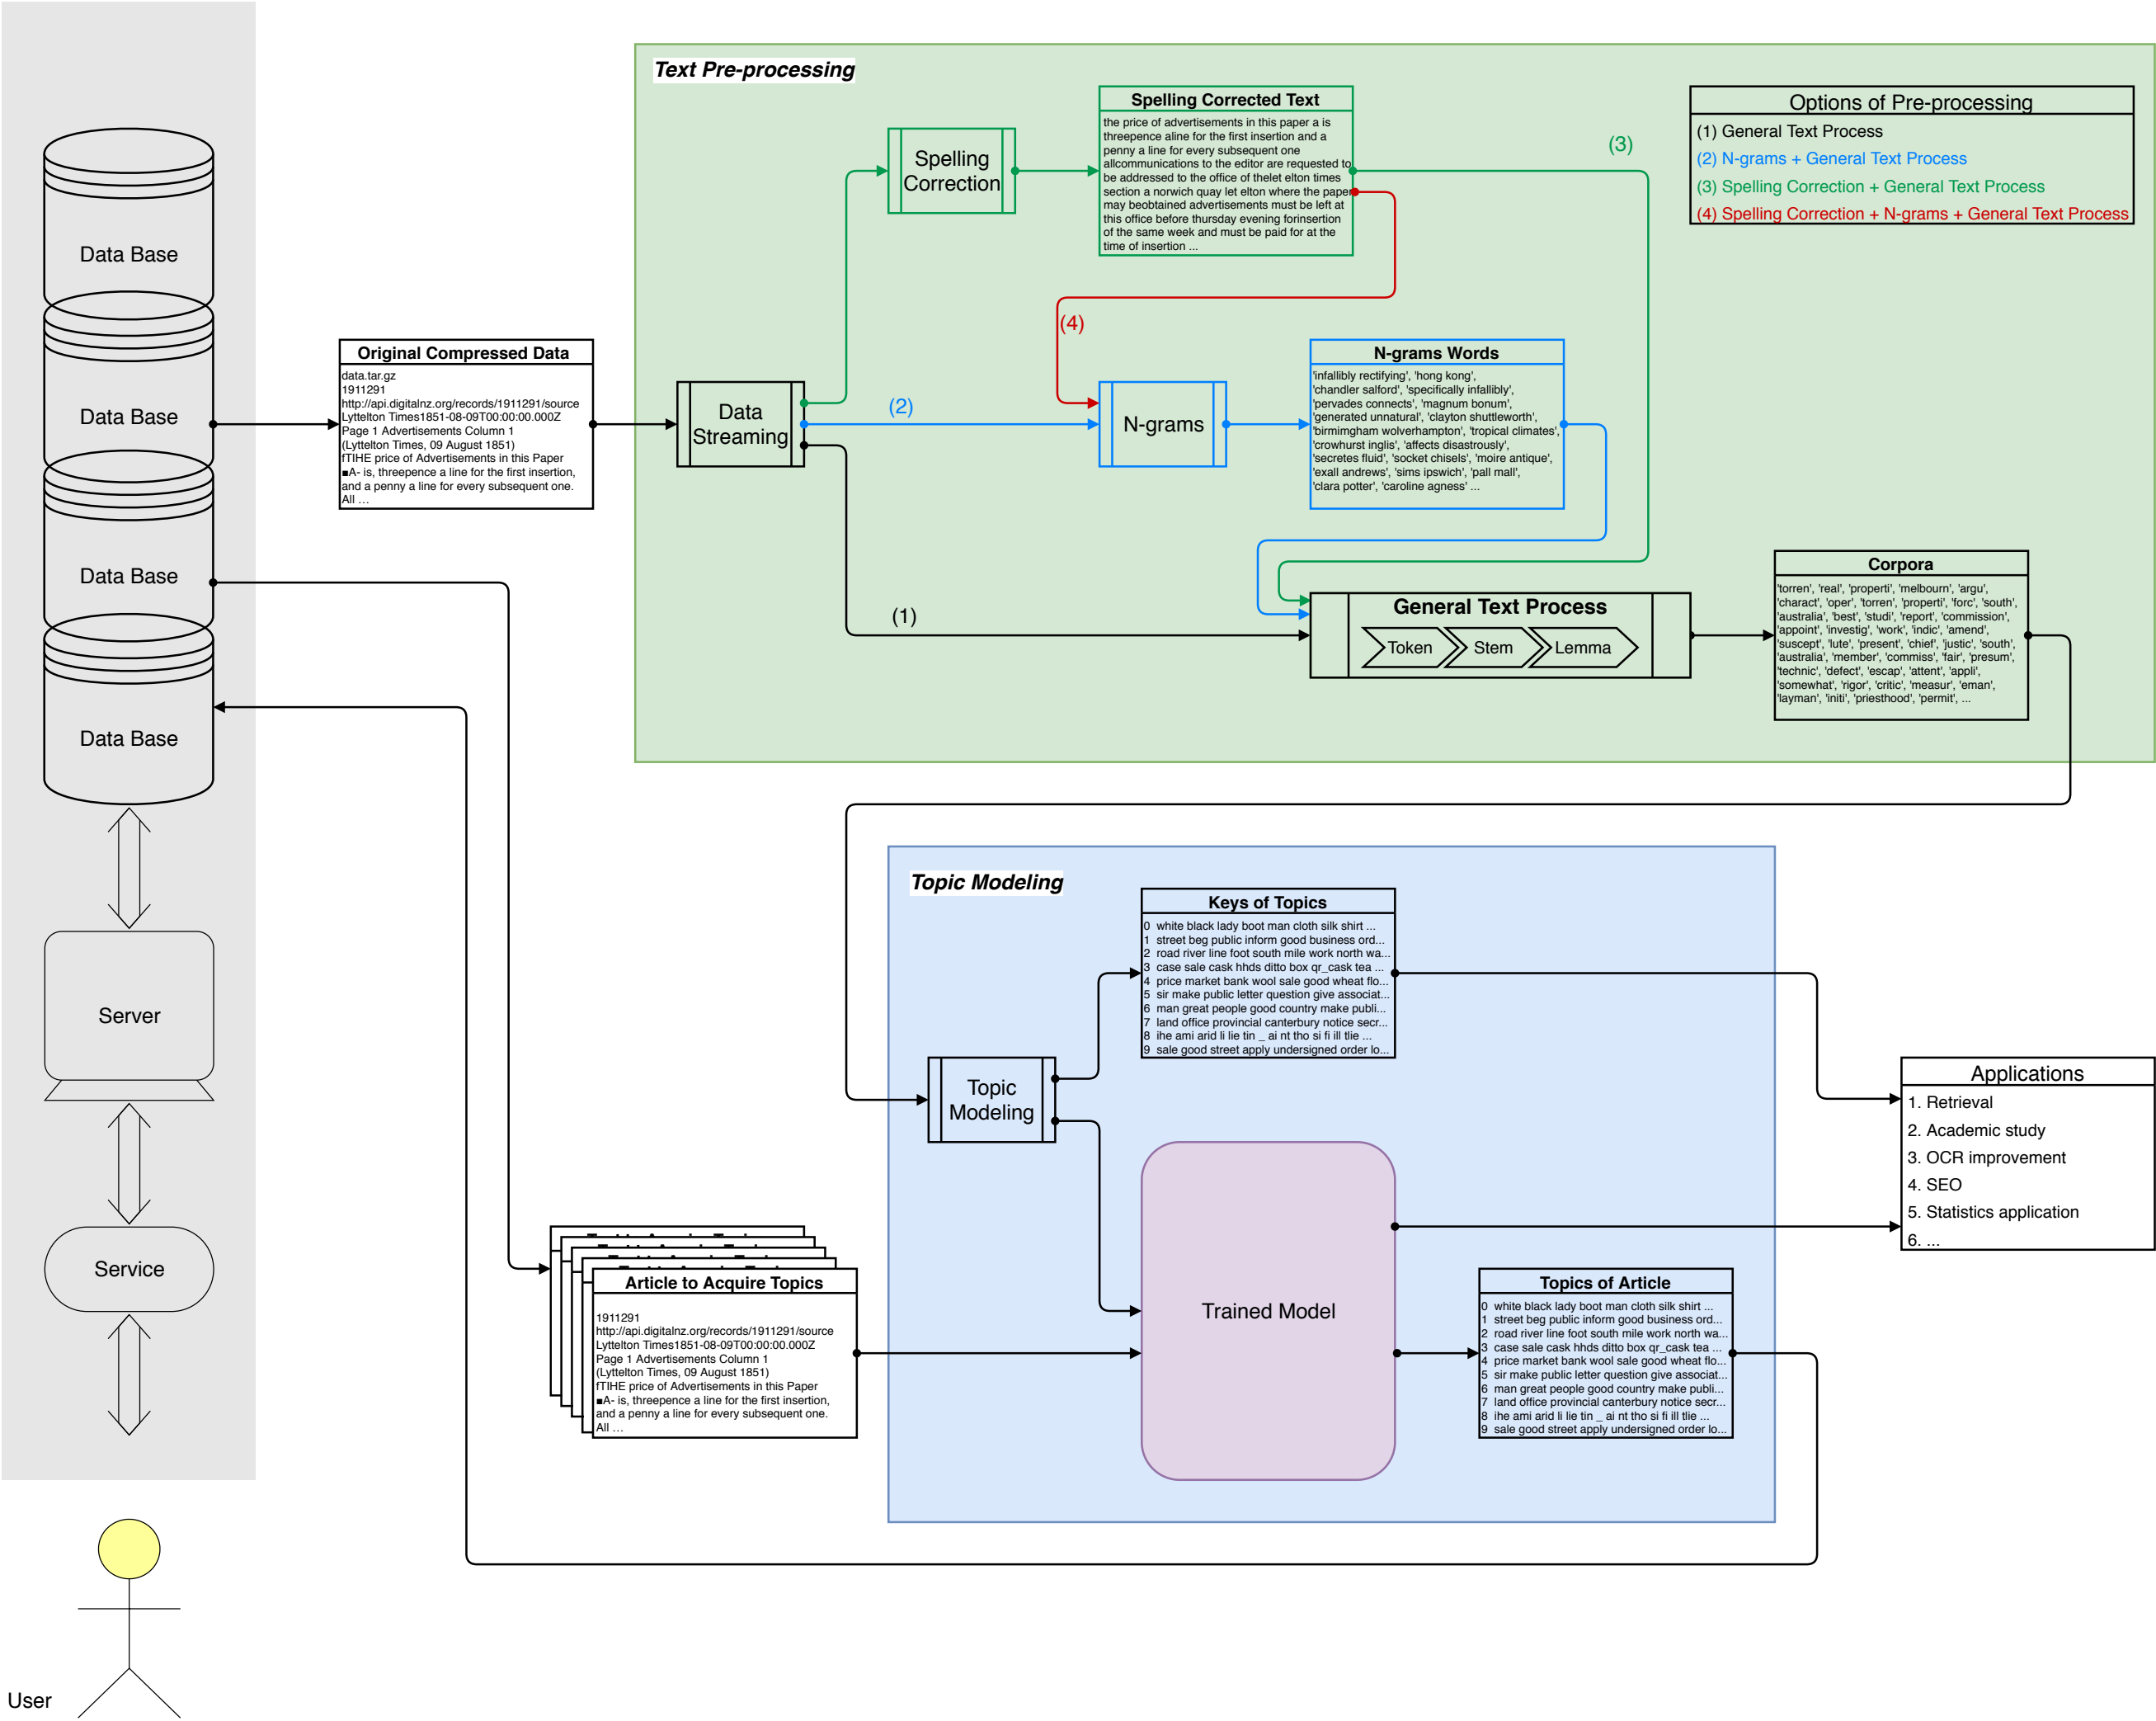 Text Pre-processing
Options of Pre-processing
(1) General Text Process
(2) N-grams + General Text Process
(3) Spelling Correction + General Text Process
(4) Spelling Correction + N-grams + General Text Process
Spelling
Correction
Spelling Corrected Text
the price of advertisements in this paper a is
threepence aline for the first insertion and a
penny a line for every subsequent one
allcommunications to the editor are requested to
be addressed to the office of thelet elton times
section a norwich quay let elton where the paper
may beobtained advertisements must be left at
this office before thursday evening forinsertion
of the same week and must be paid for at the
time of insertion ...
(3)
(4)
Data Base
Data Base
Data Base
Data Base
Original Compressed Data
data.tar.gz
1911291
http://api.digitalnz.org/records/1911291/source
Lyttelton Times1851-08-09T00:00:00.000Z
Page 1 Advertisements Column 1
(Lyttelton Times, 09 August 1851)
fTIHE price of Advertisements in this Paper
■A- is, threepence a line for the first insertion,
and a penny a line for every subsequent one.
All ...
Data
Streaming
(2)
N-grams
N-grams Words
'infallibly rectifying', 'hong kong',
'chandler salford', 'specifically infallibly',
'pervades connects', 'magnum bonum',
'generated unnatural', 'clayton shuttleworth',
'birmimgham wolverhampton', 'tropical climates',
'crowhurst inglis', 'affects disastrously',
'secretes fluid', 'socket chisels', 'moire antique',
'exall andrews', 'sims ipswich', 'pall mall',
'clara potter', 'caroline agness' ...
(1)
General Text Process
Token
Stem
Lemma
Corpora
'torren', 'real', 'properti', 'melbourn', 'argu',
'charact', 'oper', 'torren', 'properti', 'forc', 'south',
'australia', 'best', 'studi', 'report', 'commission',
'appoint', 'investig', 'work', 'indic', 'amend',
'suscept', 'lute', 'present', 'chief', 'justic', 'south',
'australia', 'member', 'commiss', 'fair', 'presum',
'technic', 'defect', 'escap', 'attent', 'appli',
'somewhat', 'rigor', 'critic', 'measur', 'eman',
'layman', 'initi', 'priesthood', 'permit', ...
Topic Modeling
Keys of Topics
0 white black lady boot man cloth silk shirt ...
1 street beg public inform good business ord...
2 road river line foot south mile work north wa...
3 case sale cask hhds ditto box qr_cask tea ...
4 price market bank wool sale good wheat flo...
5 sir make public letter question give associat...
6 man great people good country make publi...
7 land office provincial canterbury notice secr...
8 ihe ami arid li lie tin _ ai nt tho si fi ill tlie ...
9 sale good street apply undersigned order lo...
Topic
Modeling
Server
Applications
1. Retrieval
2. Academic study
3. OCR improvement
4. SEO
5. Statistics application
6. ...
Service
Article to Acquire Topics
1911291
http://api.digitalnz.org/records/1911291/source
Lyttelton Times1851-08-09T00:00:00.000Z
Page 1 Advertisements Column 1
(Lyttelton Times, 09 August 1851)
fTIHE price of Advertisements in this Paper
■A- is, threepence a line for the first insertion,
and a penny a line for every subsequent one.
All ...
Trained Model
Topics of Article
0 white black lady boot man cloth silk shirt ...
1 street beg public inform good business ord...
2 road river line foot south mile work north wa...
3 case sale cask hhds ditto box qr_cask tea ...
4 price market bank wool sale good wheat flo...
5 sir make public letter question give associat...
6 man great people good country make publi...
7 land office provincial canterbury notice secr...
8 ihe ami arid li lie tin _ ai nt tho si fi ill tlie ...
9 sale good street apply undersigned order lo...
User